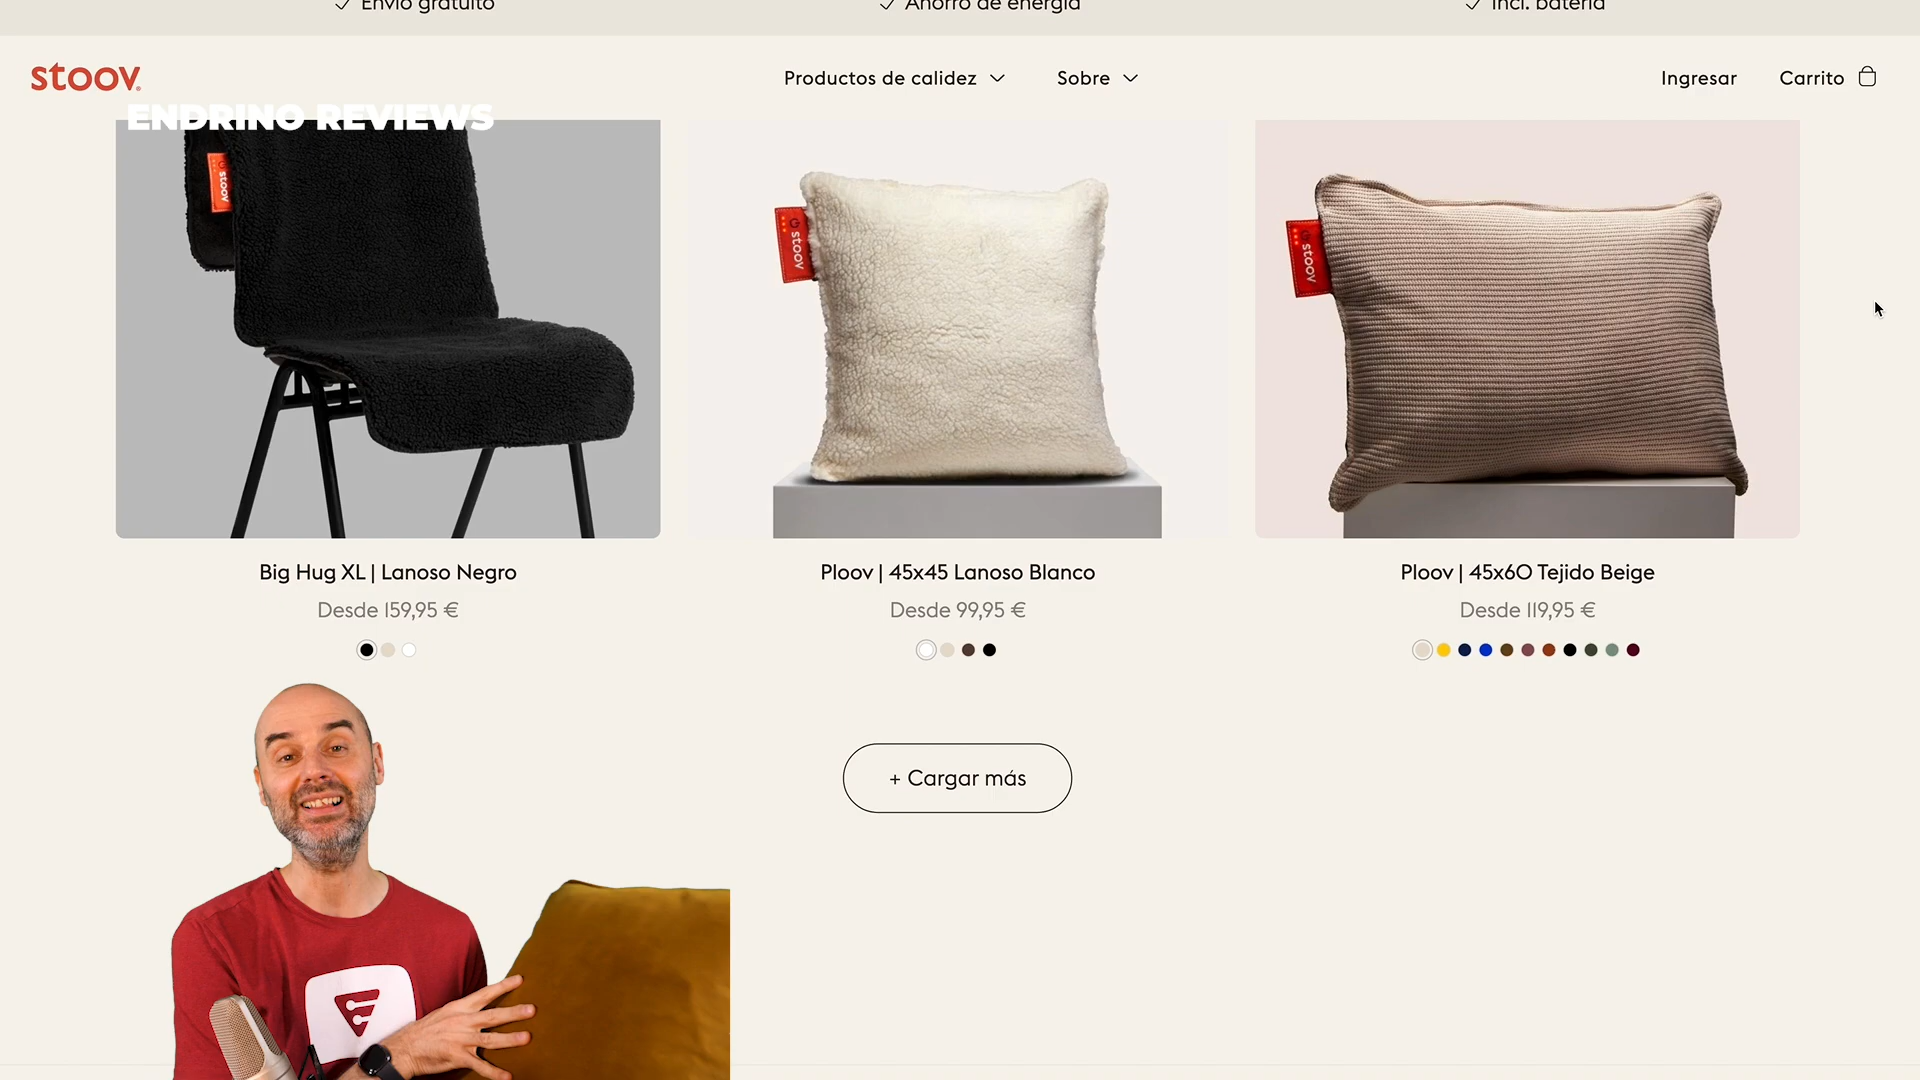 Envío gratuito
Ahorro de energía
Incl. batería
stoov
Productos de calidez
Sobre
Ingresar
Carrito
ENDRINO REVIEWS
stoov
stoov
stoov
Big Hug XL | Lanoso Negro
Ploov | 45x45 Lanoso Blanco
Ploov | 45x60 Tejido Beige
Desde 159,95 €
Desde 99,95 €
Desde 119,95 €
+ Cargar más